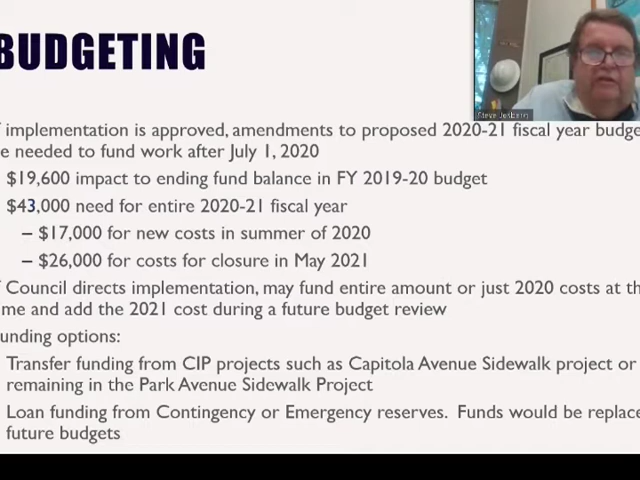 BUDGETING
Steve Jesberg
implementation is approved, amendments to proposed 2020-21 fiscal year budge
e needed to fund work after July 1, 2020
$19,600 impact to ending fund balance in FY 2019-20 budget
$43,000 need for entire 2020-21 fiscal year
– $17,000 for new costs in summer of 2020
– $26,000 for costs for closure in May 2021
Council directs implementation, may fund entire amount or just 2020 costs at th
me and add the 2021 cost during a future budget review
unding options:
Transfer funding from CIP projects such as Capitola Avenue Sidewalk project or
remaining in the Park Avenue Sidewalk Project
Loan funding from Contingency or Emergency reserves. Funds would be replace
future budgets